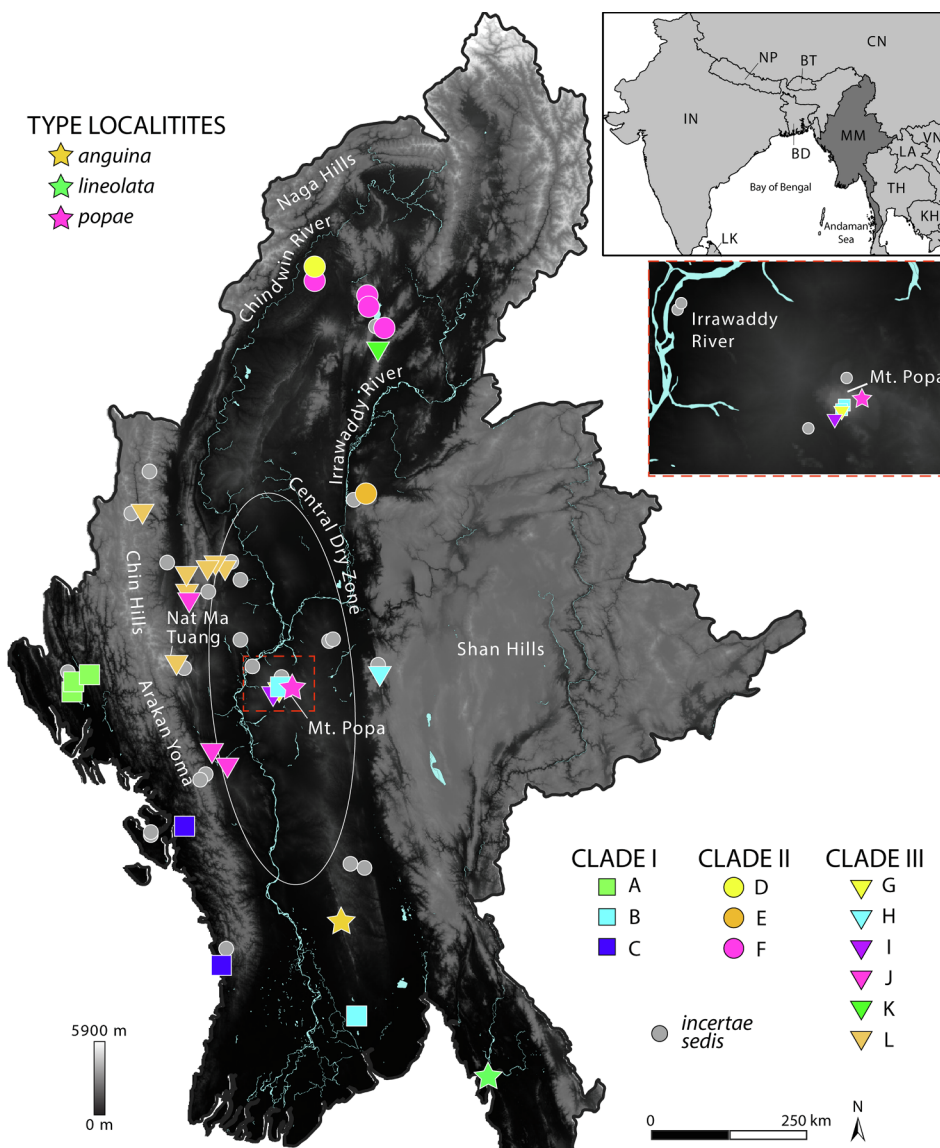 TYPE LOCALITITES
anguina
lineolata
popae
CN
NP
BT
IN
MM
BD
VN
LA
Bay of Bengal
TH
KH
Andaman
Sea
LK
Naga Hills
Chindwin River
Irrawaddy
River
Mt. Popa
Irrawaddy River
Central Dry Zone
Chin Hills
Nat Ma
Tuang
Shan Hills
Arakan Yoma
Mt. Popa
CLADE I
A
B
C
CLADE II
D
E
F
CLADE III
G
H
I
J
K
L
incertae
sedis
5900 m
0 m
0
250 km
N